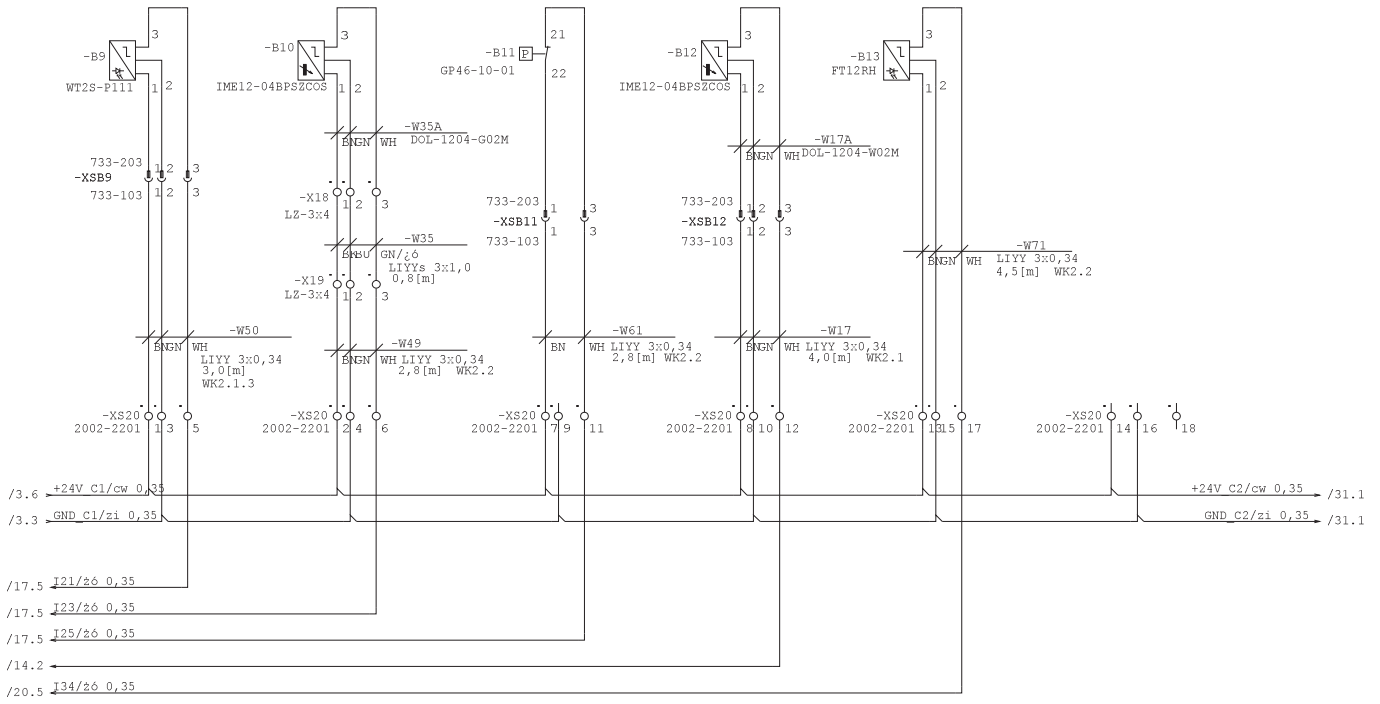 3
-B9
WT2S-P111
1
2
3
-B10
IME12-04BPSZCOS
1
2
21
-B11
P
GP46-10-01
22
3
-B12
IME12-04BPSZCOS
1
2
3
-B13
FT12RH
1
2
-W35A
BN
GN
WH
DOL-1204-G02M
-W17A
BN
GN
WH
DOL-1204-W02M
733-203
1
2
3
-XSB9
733-103
1
2
3
-X18
LZ-3x4
1
2
3
733-203
1
3
-XSB11
733-103
1
3
733-203
1
2
3
-XSB12
733-103
1
2
3
-W35
BU
GN/¿ó
LIYYs 3x1,0
0,8[m]
-W71
BN
GN
WH
LIYY 3x0,34
4,5[m] WK2.2
-X19
LZ-3x4
1
2
3
-W50
BN
GN
WH
LIYY 3x0,34
3,0[m]
WK2.1.3
-W49
BN
GN
WH
LIYY 3x0,34
2,8[m] WK2.2
-W61
BN
WH
LIYY 3x0,34
2,8[m] WK2.2
-W17
BN
GN
WH
LIYY 3x0,34
4,0[m] WK2.1
-XS20
2002-2201
1
3
5
-XS20
2002-2201
2
4
6
-XS20
2002-2201
7
9
11
-XS20
2002-2201
8
10
12
-XS20
2002-2201
13
15
17
-XS20
2002-2201
14
16
18
/3.6
+24V_C1/cw 0,35
+24V_C2/cw 0,35
/31.1
/3.3
GND_C1/zi 0,35
GND_C2/zi 0,35
/31.1
/17.5
I21/żó 0,35
/17.5
I23/żó 0,35
/17.5
I25/żó 0,35
/14.2
/20.5
I34/żó 0,35